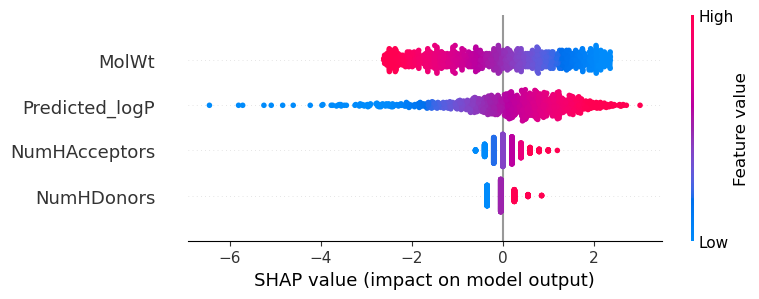 High
MolWt
Predicted_logP
NumHAcceptors
NumHDonors
Feature value
Low
−6 −4 −2 0 2
SHAP value (impact on model output)